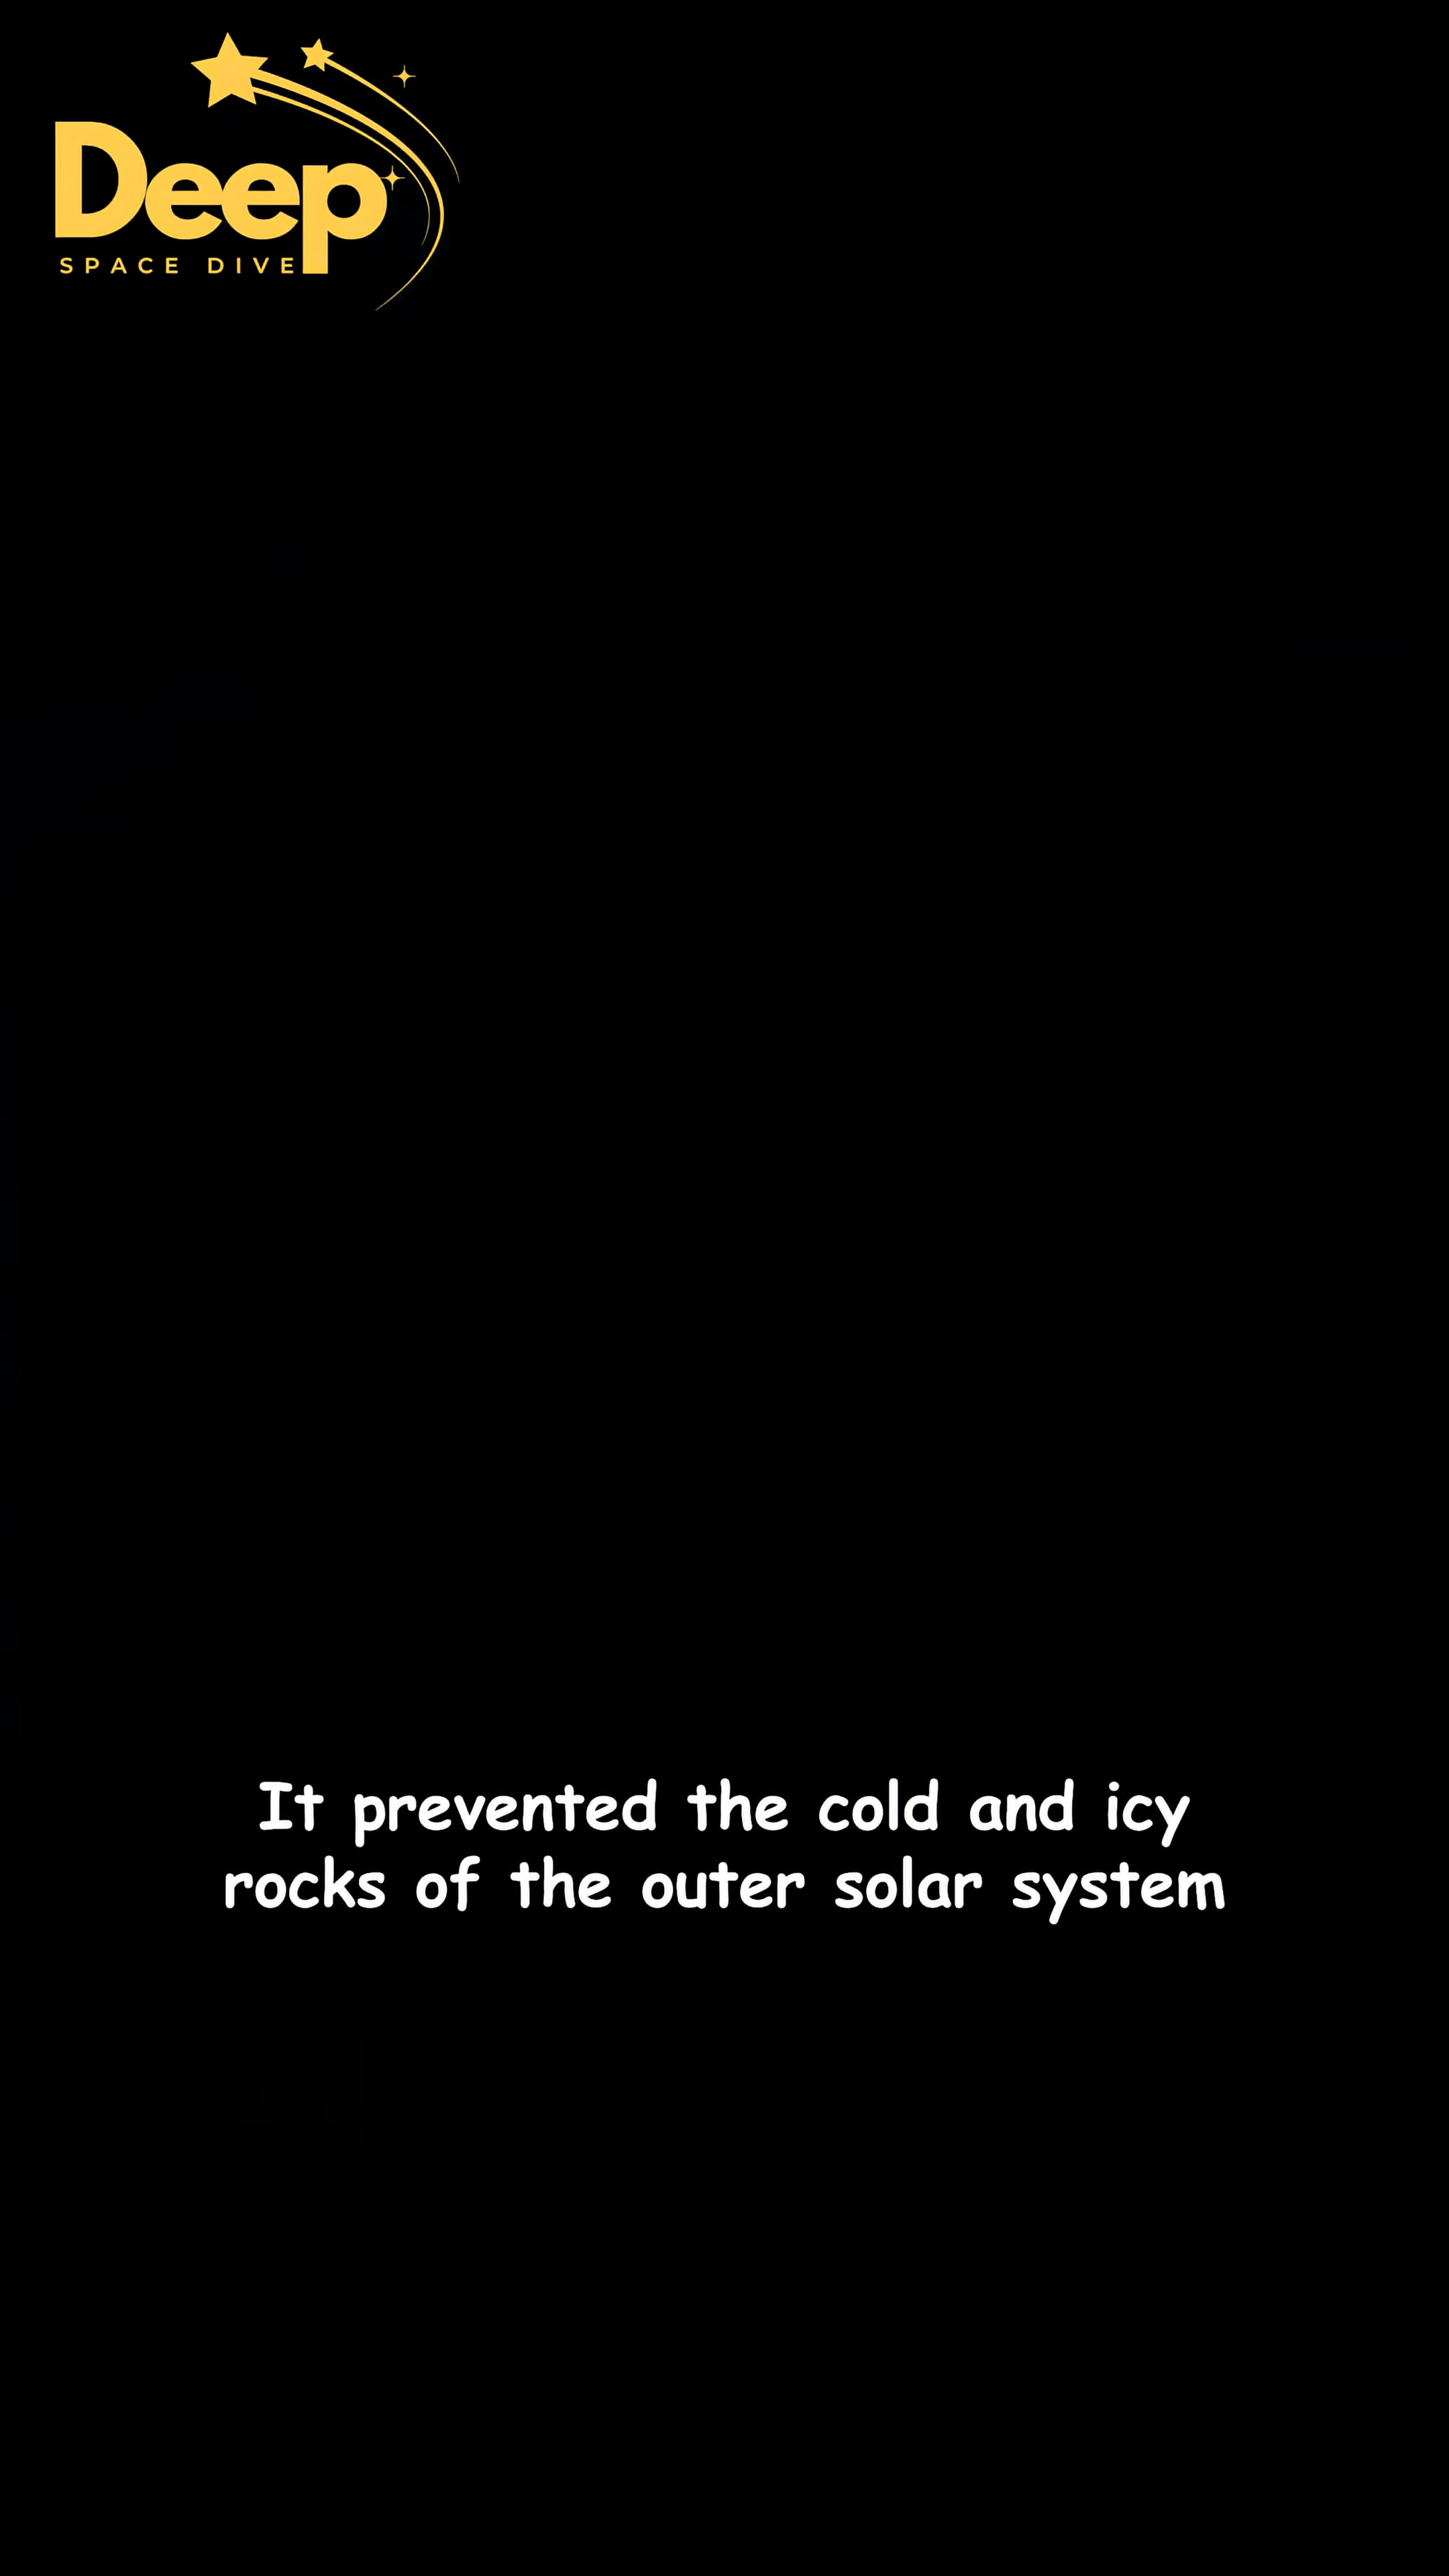 Deep
SPACE DIVE
It prevented the cold and icy
rocks of the outer solar system